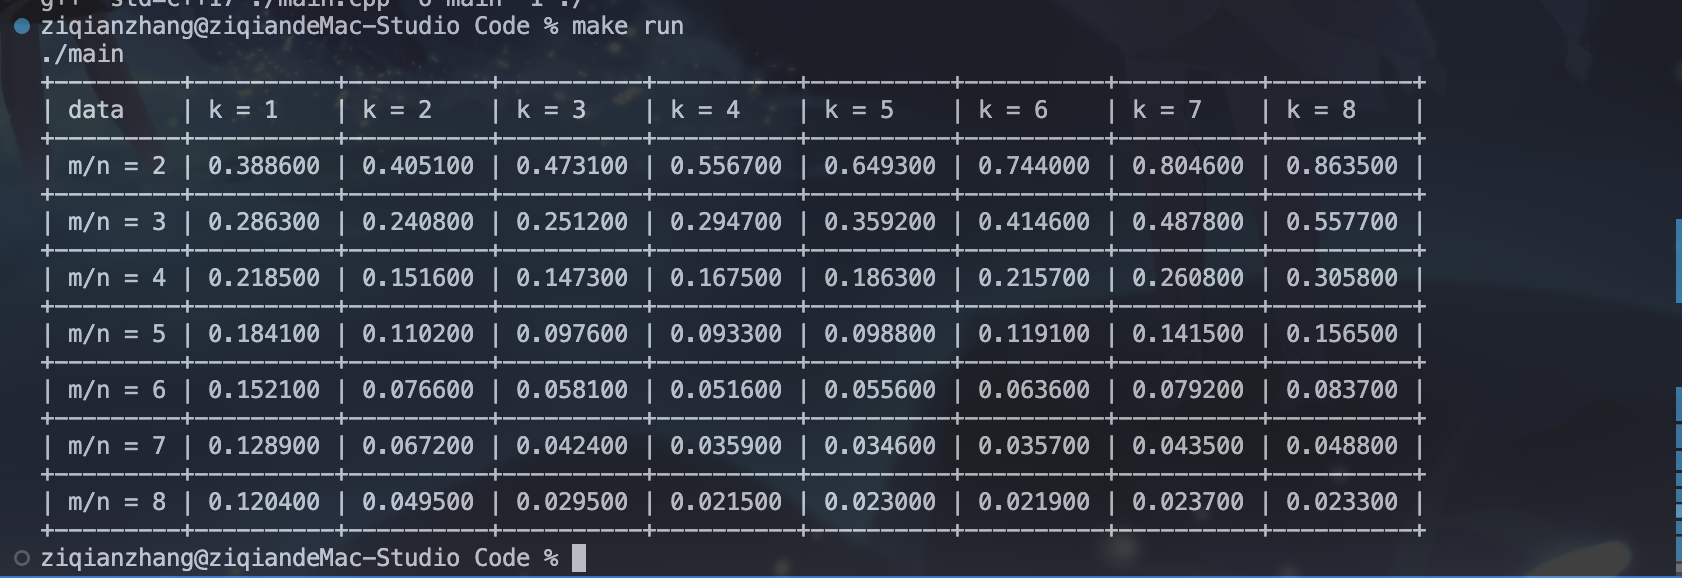 ziqianzhang@ziqiandeMac-Studio Code % make run
./main
+---------+----------+----------+----------+----------+----------+----------+----------+----------+
| data    | k = 1    | k = 2    | k = 3    | k = 4    | k = 5    | k = 6    | k = 7    | k = 8    |
+---------+----------+----------+----------+----------+----------+----------+----------+----------+
| m/n = 2 | 0.388600 | 0.405100 | 0.473100 | 0.556700 | 0.649300 | 0.744000 | 0.804600 | 0.863500 |
+---------+----------+----------+----------+----------+----------+----------+----------+----------+
| m/n = 3 | 0.286300 | 0.240800 | 0.251200 | 0.294700 | 0.359200 | 0.414600 | 0.487800 | 0.557700 |
+---------+----------+----------+----------+----------+----------+----------+----------+----------+
| m/n = 4 | 0.218500 | 0.151600 | 0.147300 | 0.167500 | 0.186300 | 0.215700 | 0.260800 | 0.305800 |
+---------+----------+----------+----------+----------+----------+----------+----------+----------+
| m/n = 5 | 0.184100 | 0.110200 | 0.097600 | 0.093300 | 0.098800 | 0.119100 | 0.141500 | 0.156500 |
+---------+----------+----------+----------+----------+----------+----------+----------+----------+
| m/n = 6 | 0.152100 | 0.076600 | 0.058100 | 0.051600 | 0.055600 | 0.063600 | 0.079200 | 0.083700 |
+---------+----------+----------+----------+----------+----------+----------+----------+----------+
| m/n = 7 | 0.128900 | 0.067200 | 0.042400 | 0.035900 | 0.034600 | 0.035700 | 0.043500 | 0.048800 |
+---------+----------+----------+----------+----------+----------+----------+----------+----------+
| m/n = 8 | 0.120400 | 0.049500 | 0.029500 | 0.021500 | 0.023000 | 0.021900 | 0.023700 | 0.023300 |
+---------+----------+----------+----------+----------+----------+----------+----------+----------+
ziqianzhang@ziqiandeMac-Studio Code %